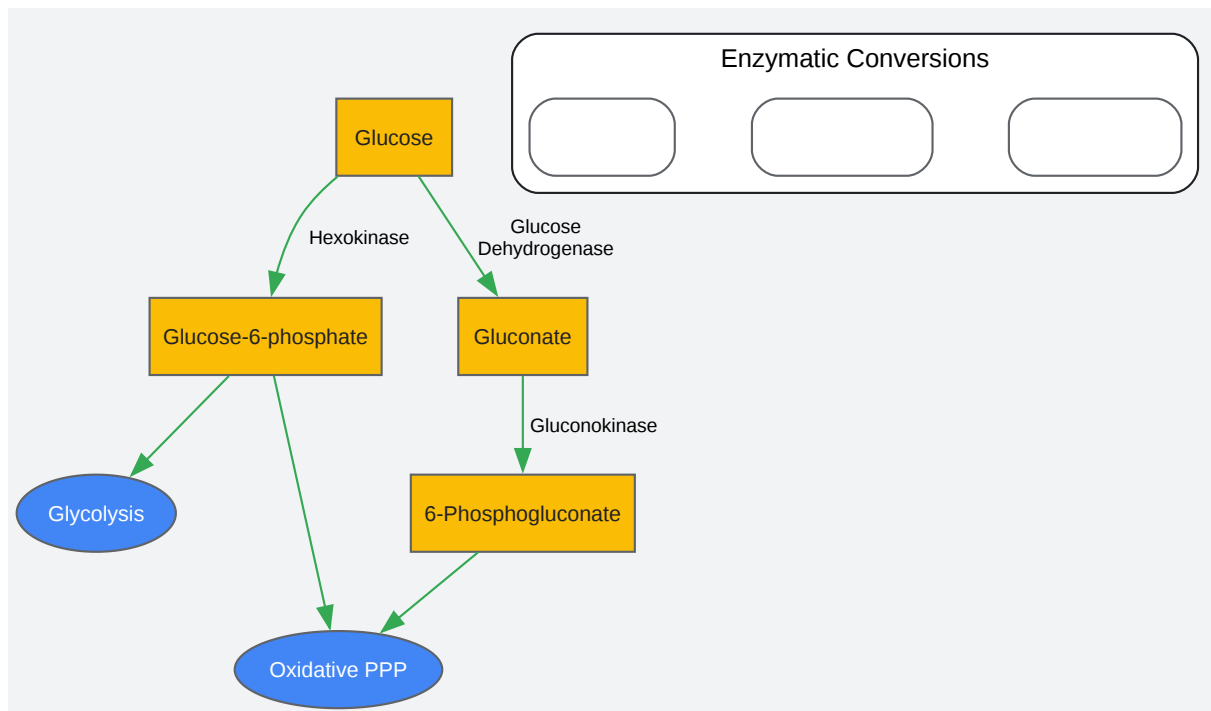 Enzymatic Conversions
Glucose
Hexokinase
Glucose
Dehydrogenase
Glucose-6-phosphate
Gluconate
Gluconokinase
Glycolysis
6-Phosphogluconate
Oxidative PPP